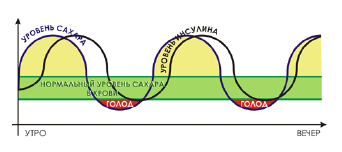 УРОВЕНЬ САХАРА
УРОВЕНЬ ИНСУЛИНА
НОРМАЛЬНЫЙ УРОВЕНЬ САХАРА
В КРОВИ
ГОЛОД
ГОЛОД
УТРО
ВЕЧЕР